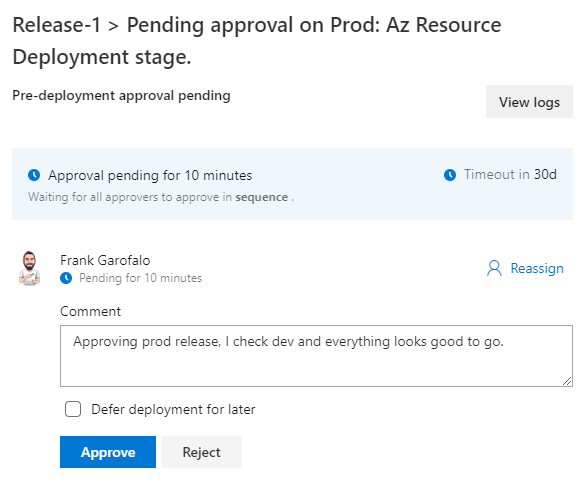 Release-1 > Pending approval on Prod: Az Resource
Deployment stage.
Pre-deployment approval pending
View logs
Approval pending for 10 minutes
Timeout in 30d
Waiting for all approvers to approve in sequence .
Frank Garofalo
Pending for 10 minutes
Reassign
Comment
Approving prod release, I check dev and everything looks good to go.
Defer deployment for later
Approve
Reject